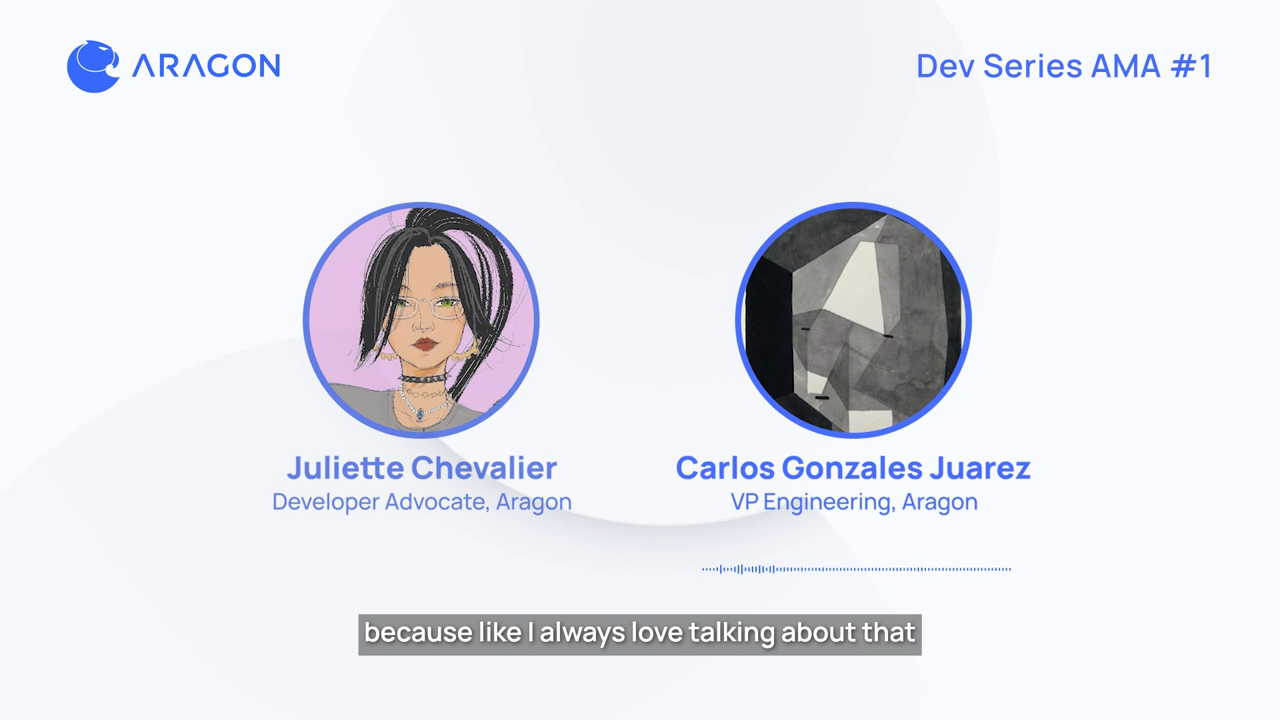 ARAGON
Dev Series AMA #1
Juliette Chevalier
Developer Advocate, Aragon
Carlos Gonzales Juarez
VP Engineering, Aragon
because like I always love talking about that